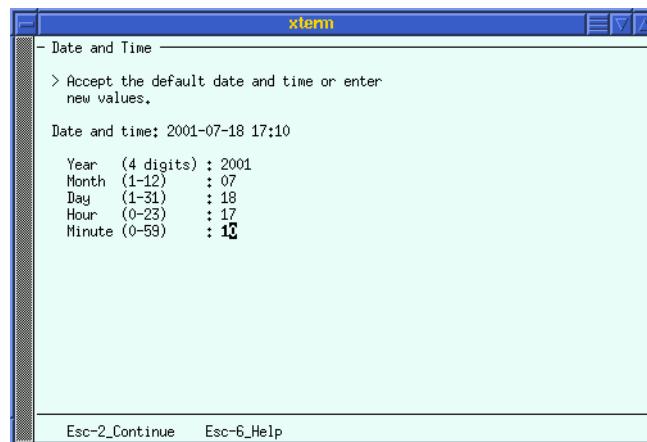 xterm
Date and Time
> Accept the default date and time or enter
new values.
Date and time: 2001-07-18 17:10
Year (4 digits) : 2001
Month (1-12) : 07
Day (1-31) : 18
Hour (0-23) : 17
Minute (0-59) : 10
Esc-2_Continue Esc-6_Help